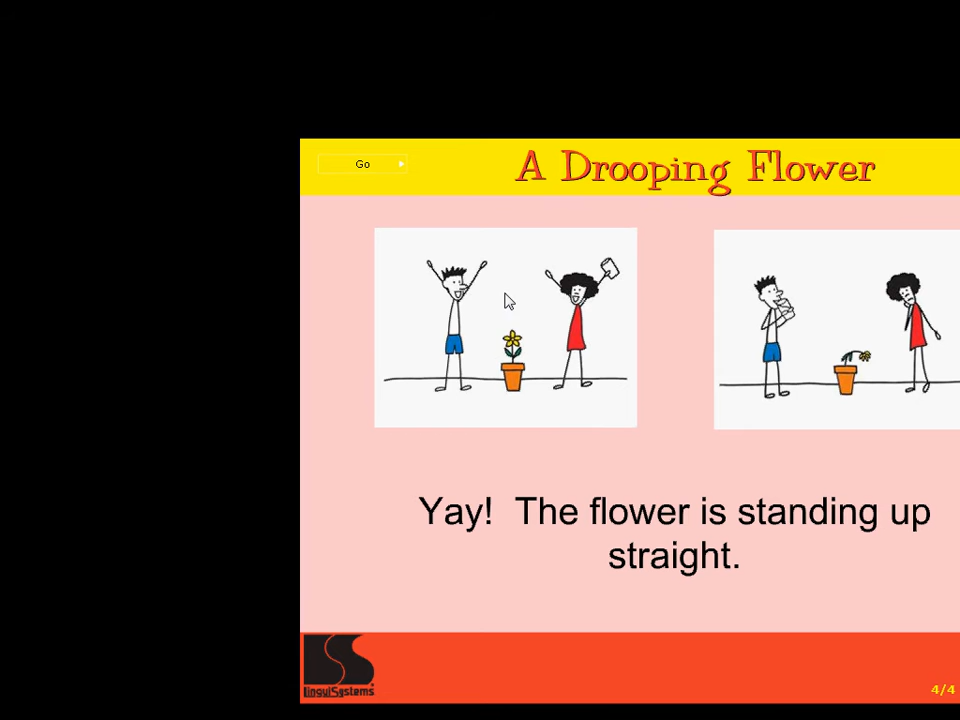 Go
A Drooping Flower
Yay!  The flower is standing up
straight.
LinguiSystems
4/4